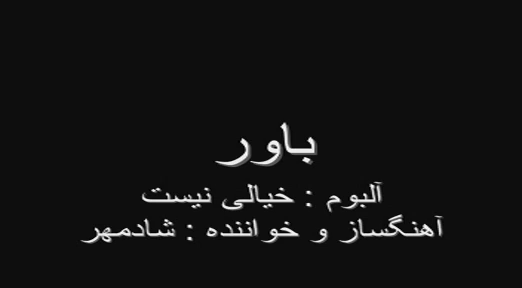 باور
آلبوم : خیالی نیست
آهنگساز و خواننده : شادمهر